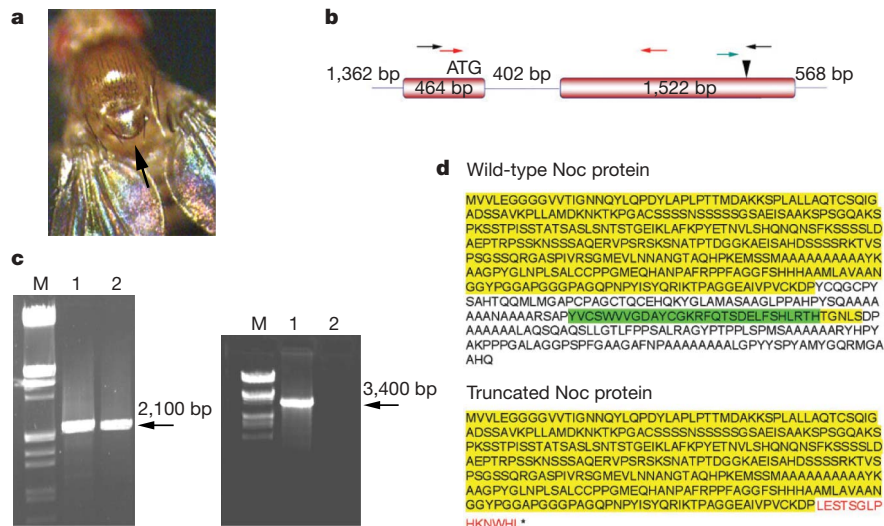 a
b
ATG
1,362 bp
464 bp
402 bp
1,522 bp
568 bp
c
M 1 2
2,100 bp
M 1 2
3,400 bp
d Wild-type Noc protein
MVVLEGGGGVVTIGNNQYLQPDYLAPLPTTMDAKKSPLALLAQTCSQIG
ADSSAVKPLLAMDKNKTKPGACSSSSNSSSSSSGSAEISAAKSPSGQAKS
PKSSTPISSTATSASLSNTSTGEIKLAFKPYETNVLSHQNQNSFKSSSSLD
AEPTRPSSKNSSSAQERVPSRSKSNATPTDGGKAEISAHDSSSSRKTVS
PSGSSQRGASPIVRSGMEVLNNANGTAQHPKEMSSMAAAAAAAAAAYK
AAGPYGLNPLSALCCPPGMEQHANPAFRPPFAGGFSHHHAAMLAVAAN
GGYPGGAPGGGPAGQPNPYISYQRIKTPAGGEAIVPVCKDPYCQGCPY
SAHTQQMLMGAPCPAGCTQCEHQKYGLAMASAAGLPPAHPYSQAAAA
AAANAAAARSAPYVCSWVVGDAYCGKRFQTSDELFSHLRTHTGNLSDP
AAAAAALAQSQAQSLLGTLFPPSALRAGYPTPPLSPMSAAAAAARYHPY
AKPPPGALAGGPSPFGAAGAFNPAAAAAAAALGPYYSPYAMYGQRMGA
AHQ
Truncated Noc protein
MVVLEGGGGVVTIGNNQYLQPDYLAPLPTTMDAKKSPLALLAQTCSQIG
ADSSAVKPLLAMDKNKTKPGACSSSSNSSSSSSGSAEISAAKSPSGQAKS
PKSSTPISSTATSASLSNTSTGEIKLAFKPYETNVLSHQNQNSFKSSSSLD
AEPTRPSSKNSSSAQERVPSRSKSNATPTDGGKAEISAHDSSSSRKTVS
PSGSSQRGASPIVRSGMEVLNNANGTAQHPKEMSSMAAAAAAAAAAYK
AAGPYGLNPLSALCCPPGMEQHANPAFRPPFAGGFSHHHAAMLAVAAN
GGYPGGAPGGGPAGQPNPYISYQRIKTPAGGEAIVPVCKDPLESTSGLP
HKNWHL*